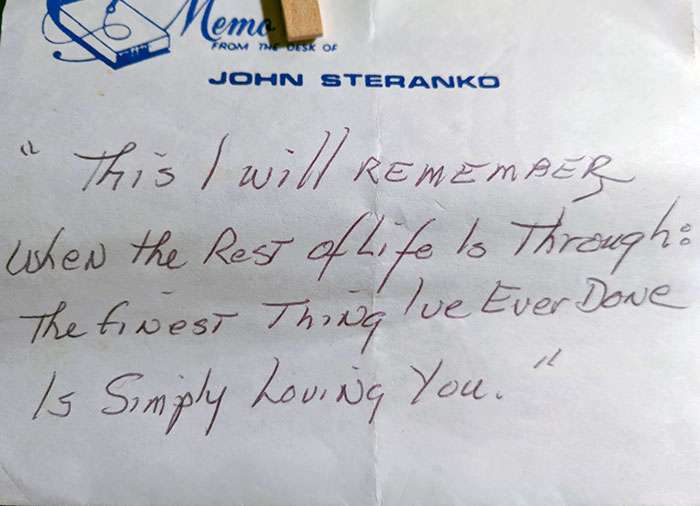 Memo
FROM THE DESK OF
JOHN STERANKO
" This I will REMEMBER
When the Rest of Life Is Through:
The finest Thing I've Ever Done
Is Simply Loving You. "